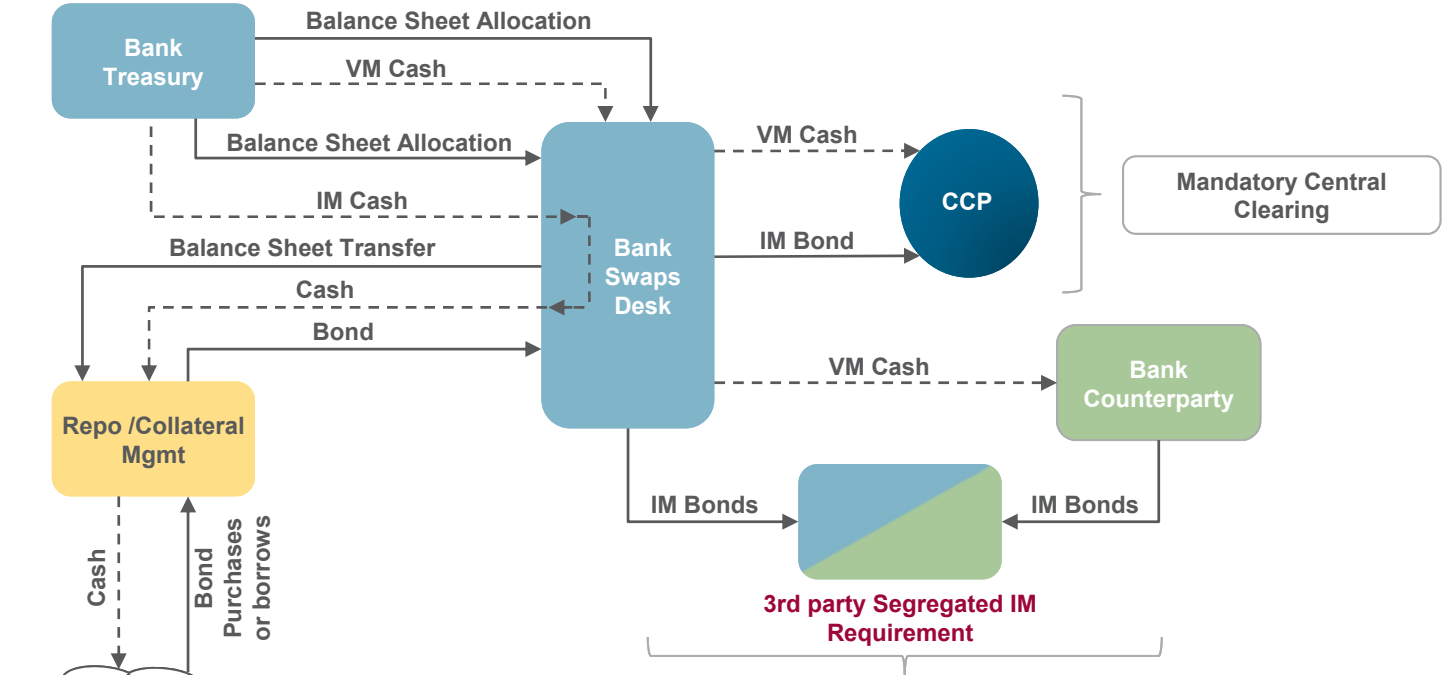 Balance Sheet Allocation
Bank
Treasury
VM Cash
Balance Sheet Allocation
VM Cash
IM Cash
CCP
Mandatory Central
Clearing
Balance Sheet Transfer
IM Bond
Bank
Swaps
Desk
Cash
Bond
VM Cash
Bank
Counterparty
Repo /Collateral
Mgmt
IM Bonds
IM Bonds
Cash
Bond
Purchases
or borrows
3rd party Segregated IM
Requirement